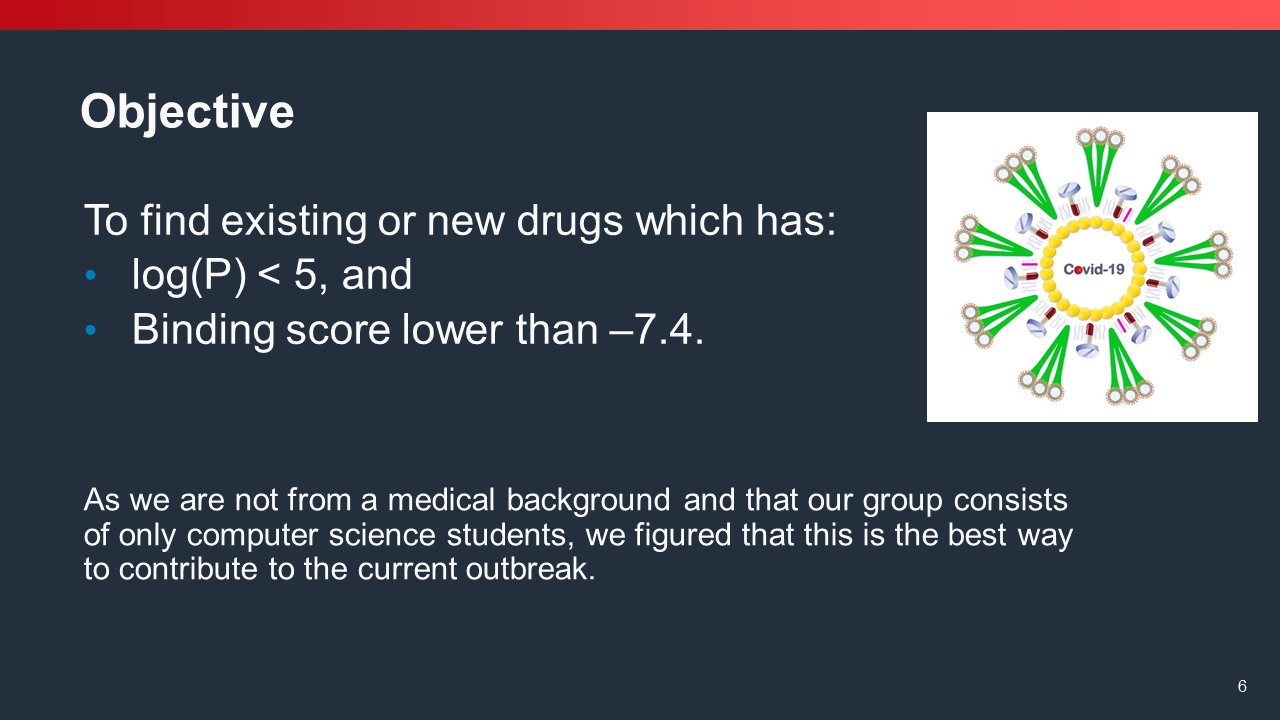 Objective
To find existing or new drugs which has:
• log(P) < 5, and
• Binding score lower than –7.4.
Covid-19
As we are not from a medical background and that our group consists
of only computer science students, we figured that this is the best way
to contribute to the current outbreak.
6